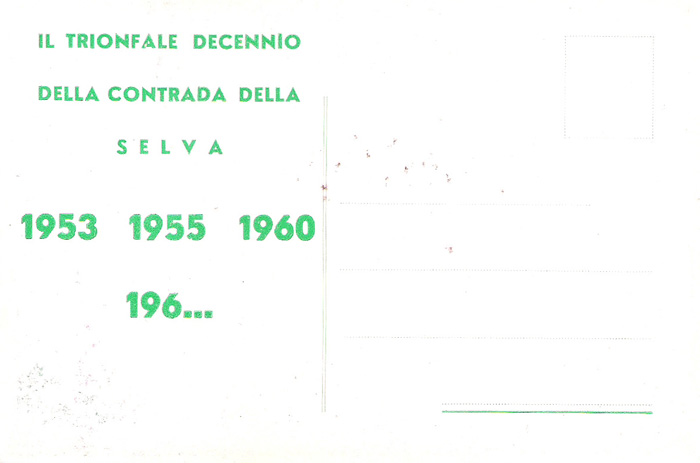 IL TRIONFALE DECENNIO
DELLA CONTRADA DELLA
SELVA
1953 1955 1960
196...